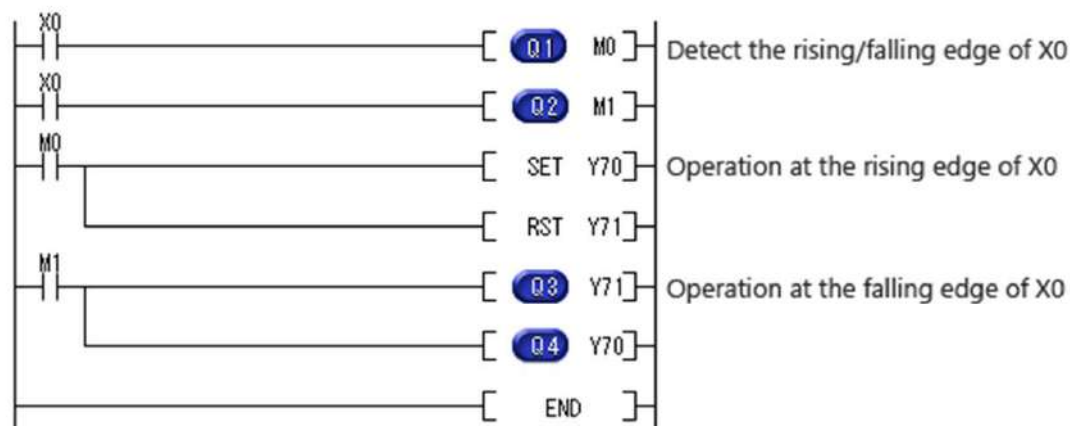 X0
Q1 M0 Detect the rising/falling edge of X0
X0
Q2 M1
M0
SET Y70 Operation at the rising edge of X0
RST Y71
M1
Q3 Y71 Operation at the falling edge of X0
Q4 Y70
END